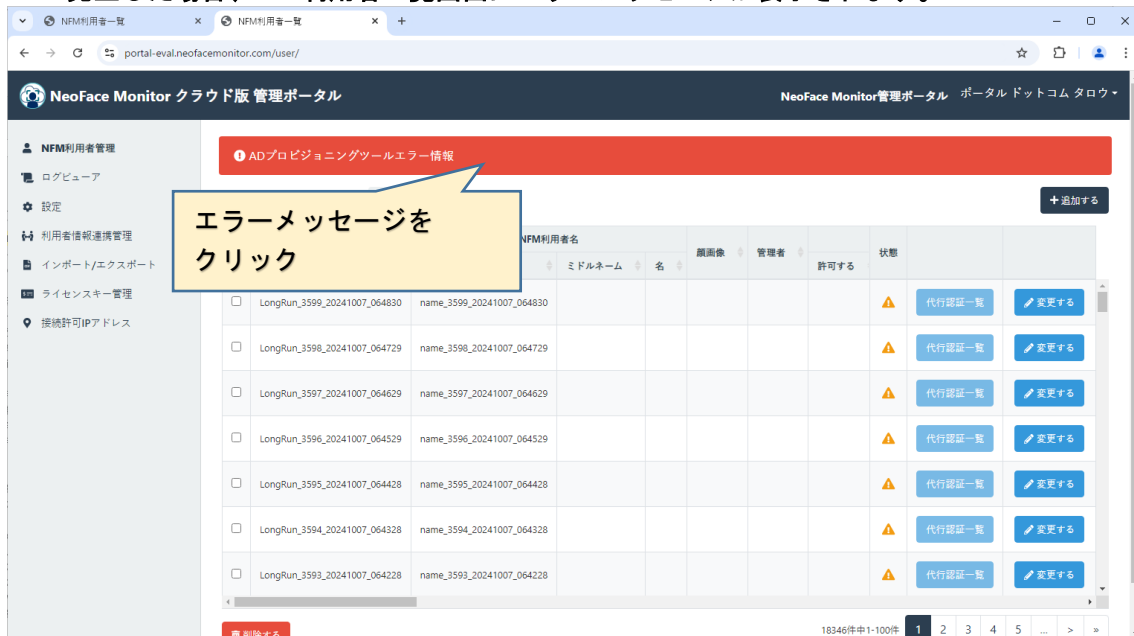 NFM利用者一覧
NFM利用者一覧
portal-eval.neofacemonitor.com/user/
NeoFace Monitor クラウド版 管理ポータル
NeoFace Monitor管理ポータル ポータル ドットコム タロウ
NFM利用者管理
ログビューア
設定
利用者情報連携管理
インポート/エクスポート
ライセンスキー管理
接続許可IPアドレス
ADプロビジョニングツールエラー情報
エラーメッセージを
クリック
追加する
NFM利用者名
ミドルネーム 名 顔画像 管理者 許可する 状態
LongRun_3599_20241007_064830 name_3599_20241007_064830 代行認証一覧 変更する
LongRun_3598_20241007_064729 name_3598_20241007_064729 代行認証一覧 変更する
LongRun_3597_20241007_064629 name_3597_20241007_064629 代行認証一覧 変更する
LongRun_3596_20241007_064529 name_3596_20241007_064529 代行認証一覧 変更する
LongRun_3595_20241007_064428 name_3595_20241007_064428 代行認証一覧 変更する
LongRun_3594_20241007_064328 name_3594_20241007_064328 代行認証一覧 変更する
LongRun_3593_20241007_064228 name_3593_20241007_064228 代行認証一覧 変更する
削除する
18346件中1-100件 1 2 3 4 5 ... > »